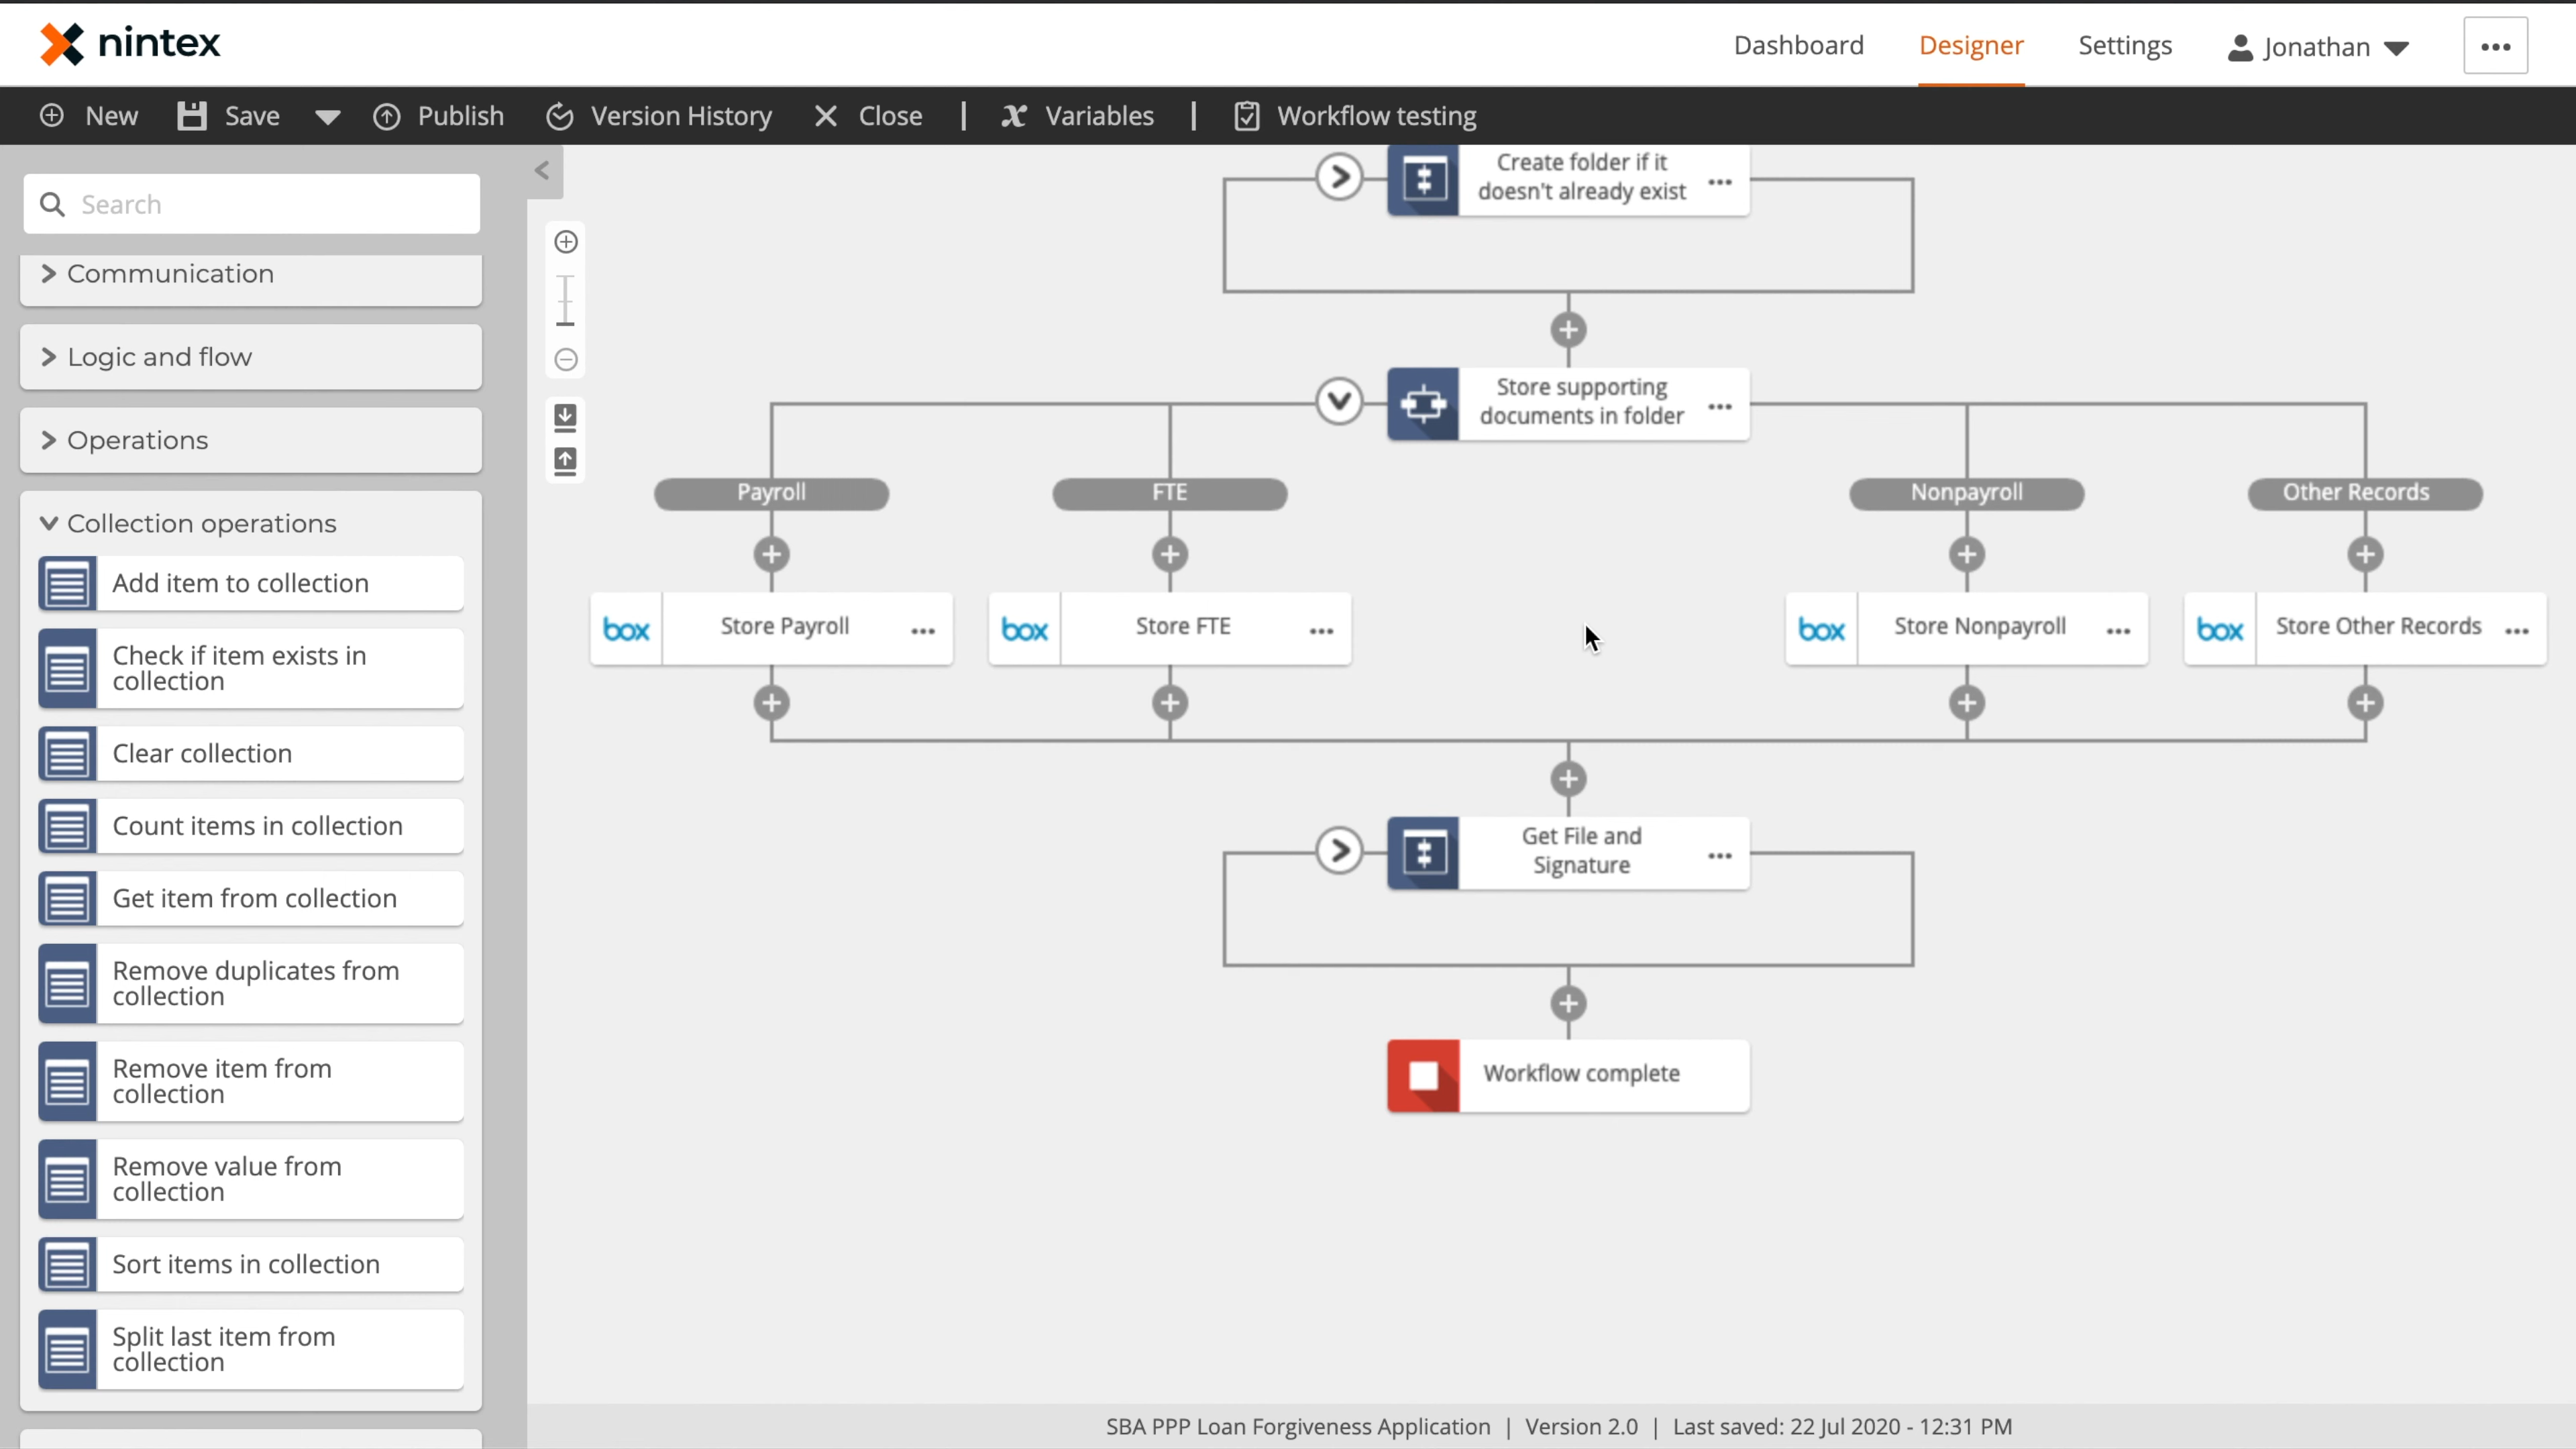 nintex
Dashboard
Designer
Settings
Jonathan
New
Save
Publish
Version History
Close
Variables
Workflow testing
Search
Communication
Logic and flow
Operations
Collection operations
Add item to collection
Check if item exists in
collection
Clear collection
Count items in collection
Get item from collection
Remove duplicates from
collection
Remove item from
collection
Remove value from
collection
Sort items in collection
Split last item from
collection
Create folder if it
doesn't already exist
Store supporting
documents in folder
Payroll
FTE
Nonpayroll
Other Records
box Store Payroll
box Store FTE
box Store Nonpayroll
box Store Other Records
Get File and
Signature
Workflow complete
SBA PPP Loan Forgiveness Application | Version 2.0 | Last saved: 22 Jul 2020 - 12:31 PM